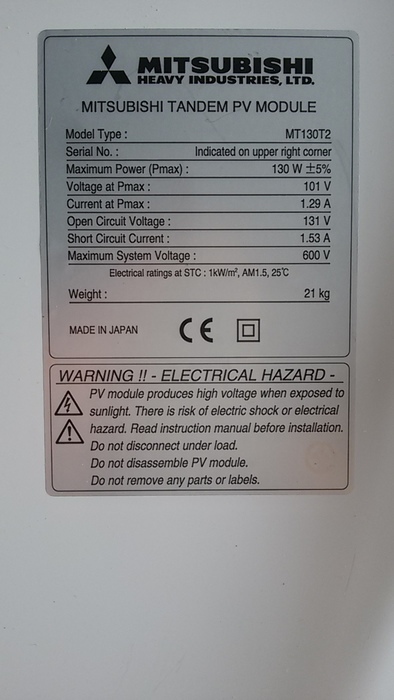 MITSUBISHI
HEAVY INDUSTRIES, LTD.
MITSUBISHI TANDEM PV MODULE
Model Type : MT130T2
Serial No. : Indicated on upper right corner
Maximum Power (Pmax) : 130 W ±5%
Voltage at Pmax : 101 V
Current at Pmax : 1.29 A
Open Circuit Voltage : 131 V
Short Circuit Current : 1.53 A
Maximum System Voltage : 600 V
Electrical ratings at STC : 1kW/m², AM1.5, 25℃
Weight : 21 kg
MADE IN JAPAN CE
WARNING !! - ELECTRICAL HAZARD -
PV module produces high voltage when exposed to
sunlight. There is risk of electric shock or electrical
hazard. Read instruction manual before installation.
Do not disconnect under load.
Do not disassemble PV module.
Do not remove any parts or labels.